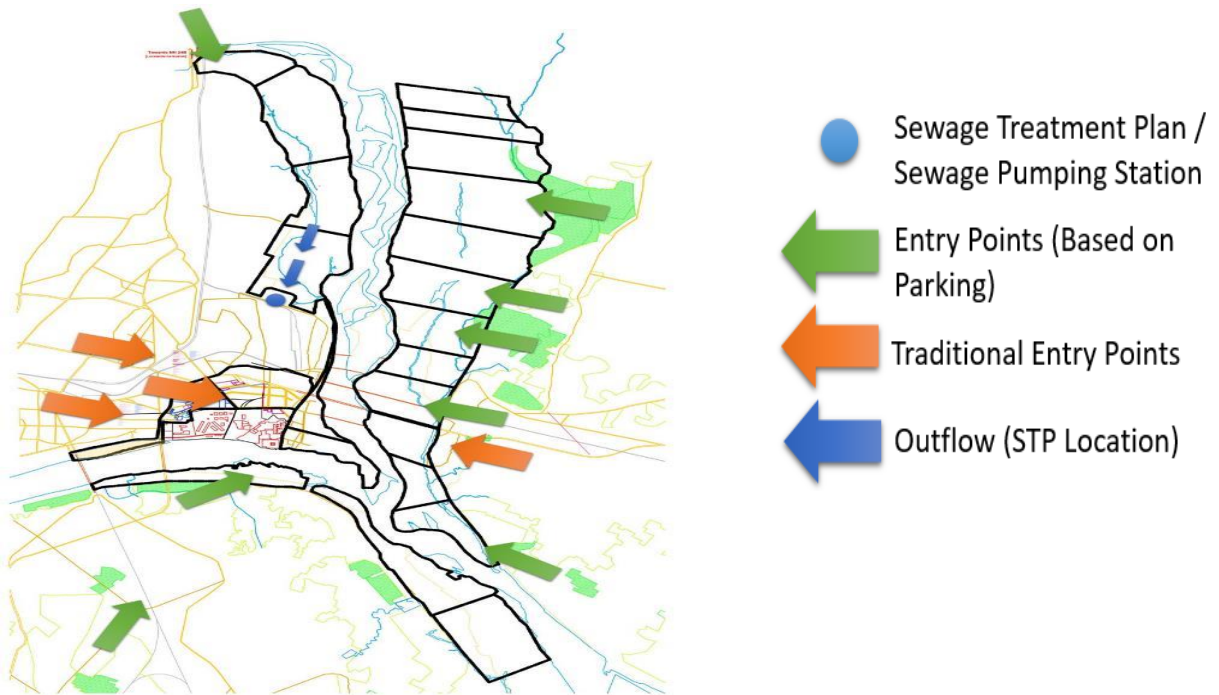 Sewage Treatment Plan /
Sewage Pumping Station
Entry Points (Based on
Parking)
Traditional Entry Points
Outflow (STP Location)